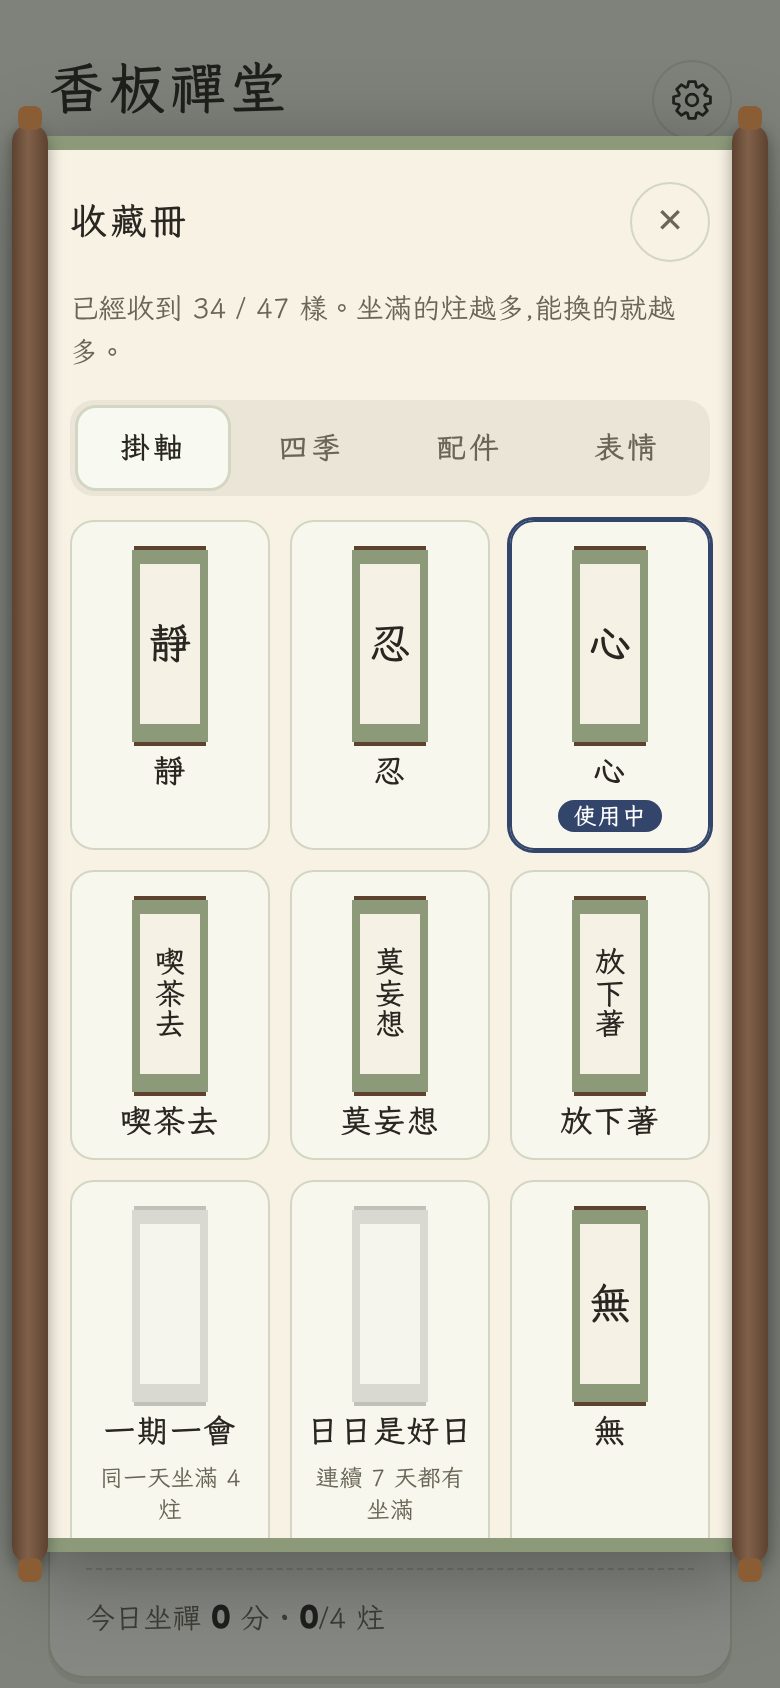 香板禪堂
收藏冊
已經收到 34 / 47 樣。坐滿的炷越多,能換的就越
多。
掛軸 四季 配件 表情
靜 忍 心
靜 忍 心
使用中
喫茶去 莫妄想 放下著
喫茶去 莫妄想 放下著
無
一期一會 日日是好日 無
同一天坐滿 4
炷
連續 7 天都有
坐滿
今日坐禪 0 分・0/4 炷